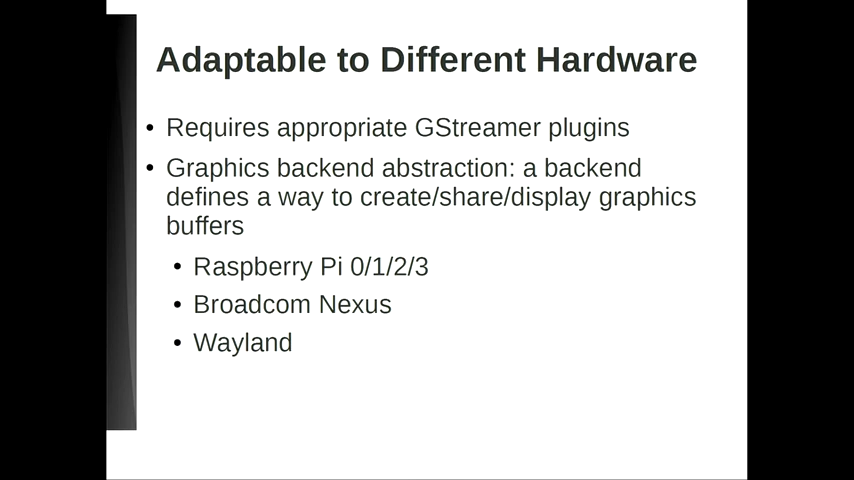 Adaptable to Different Hardware
• Requires appropriate GStreamer plugins
• Graphics backend abstraction: a backend
defines a way to create/share/display graphics
buffers
• Raspberry Pi 0/1/2/3
• Broadcom Nexus
• Wayland